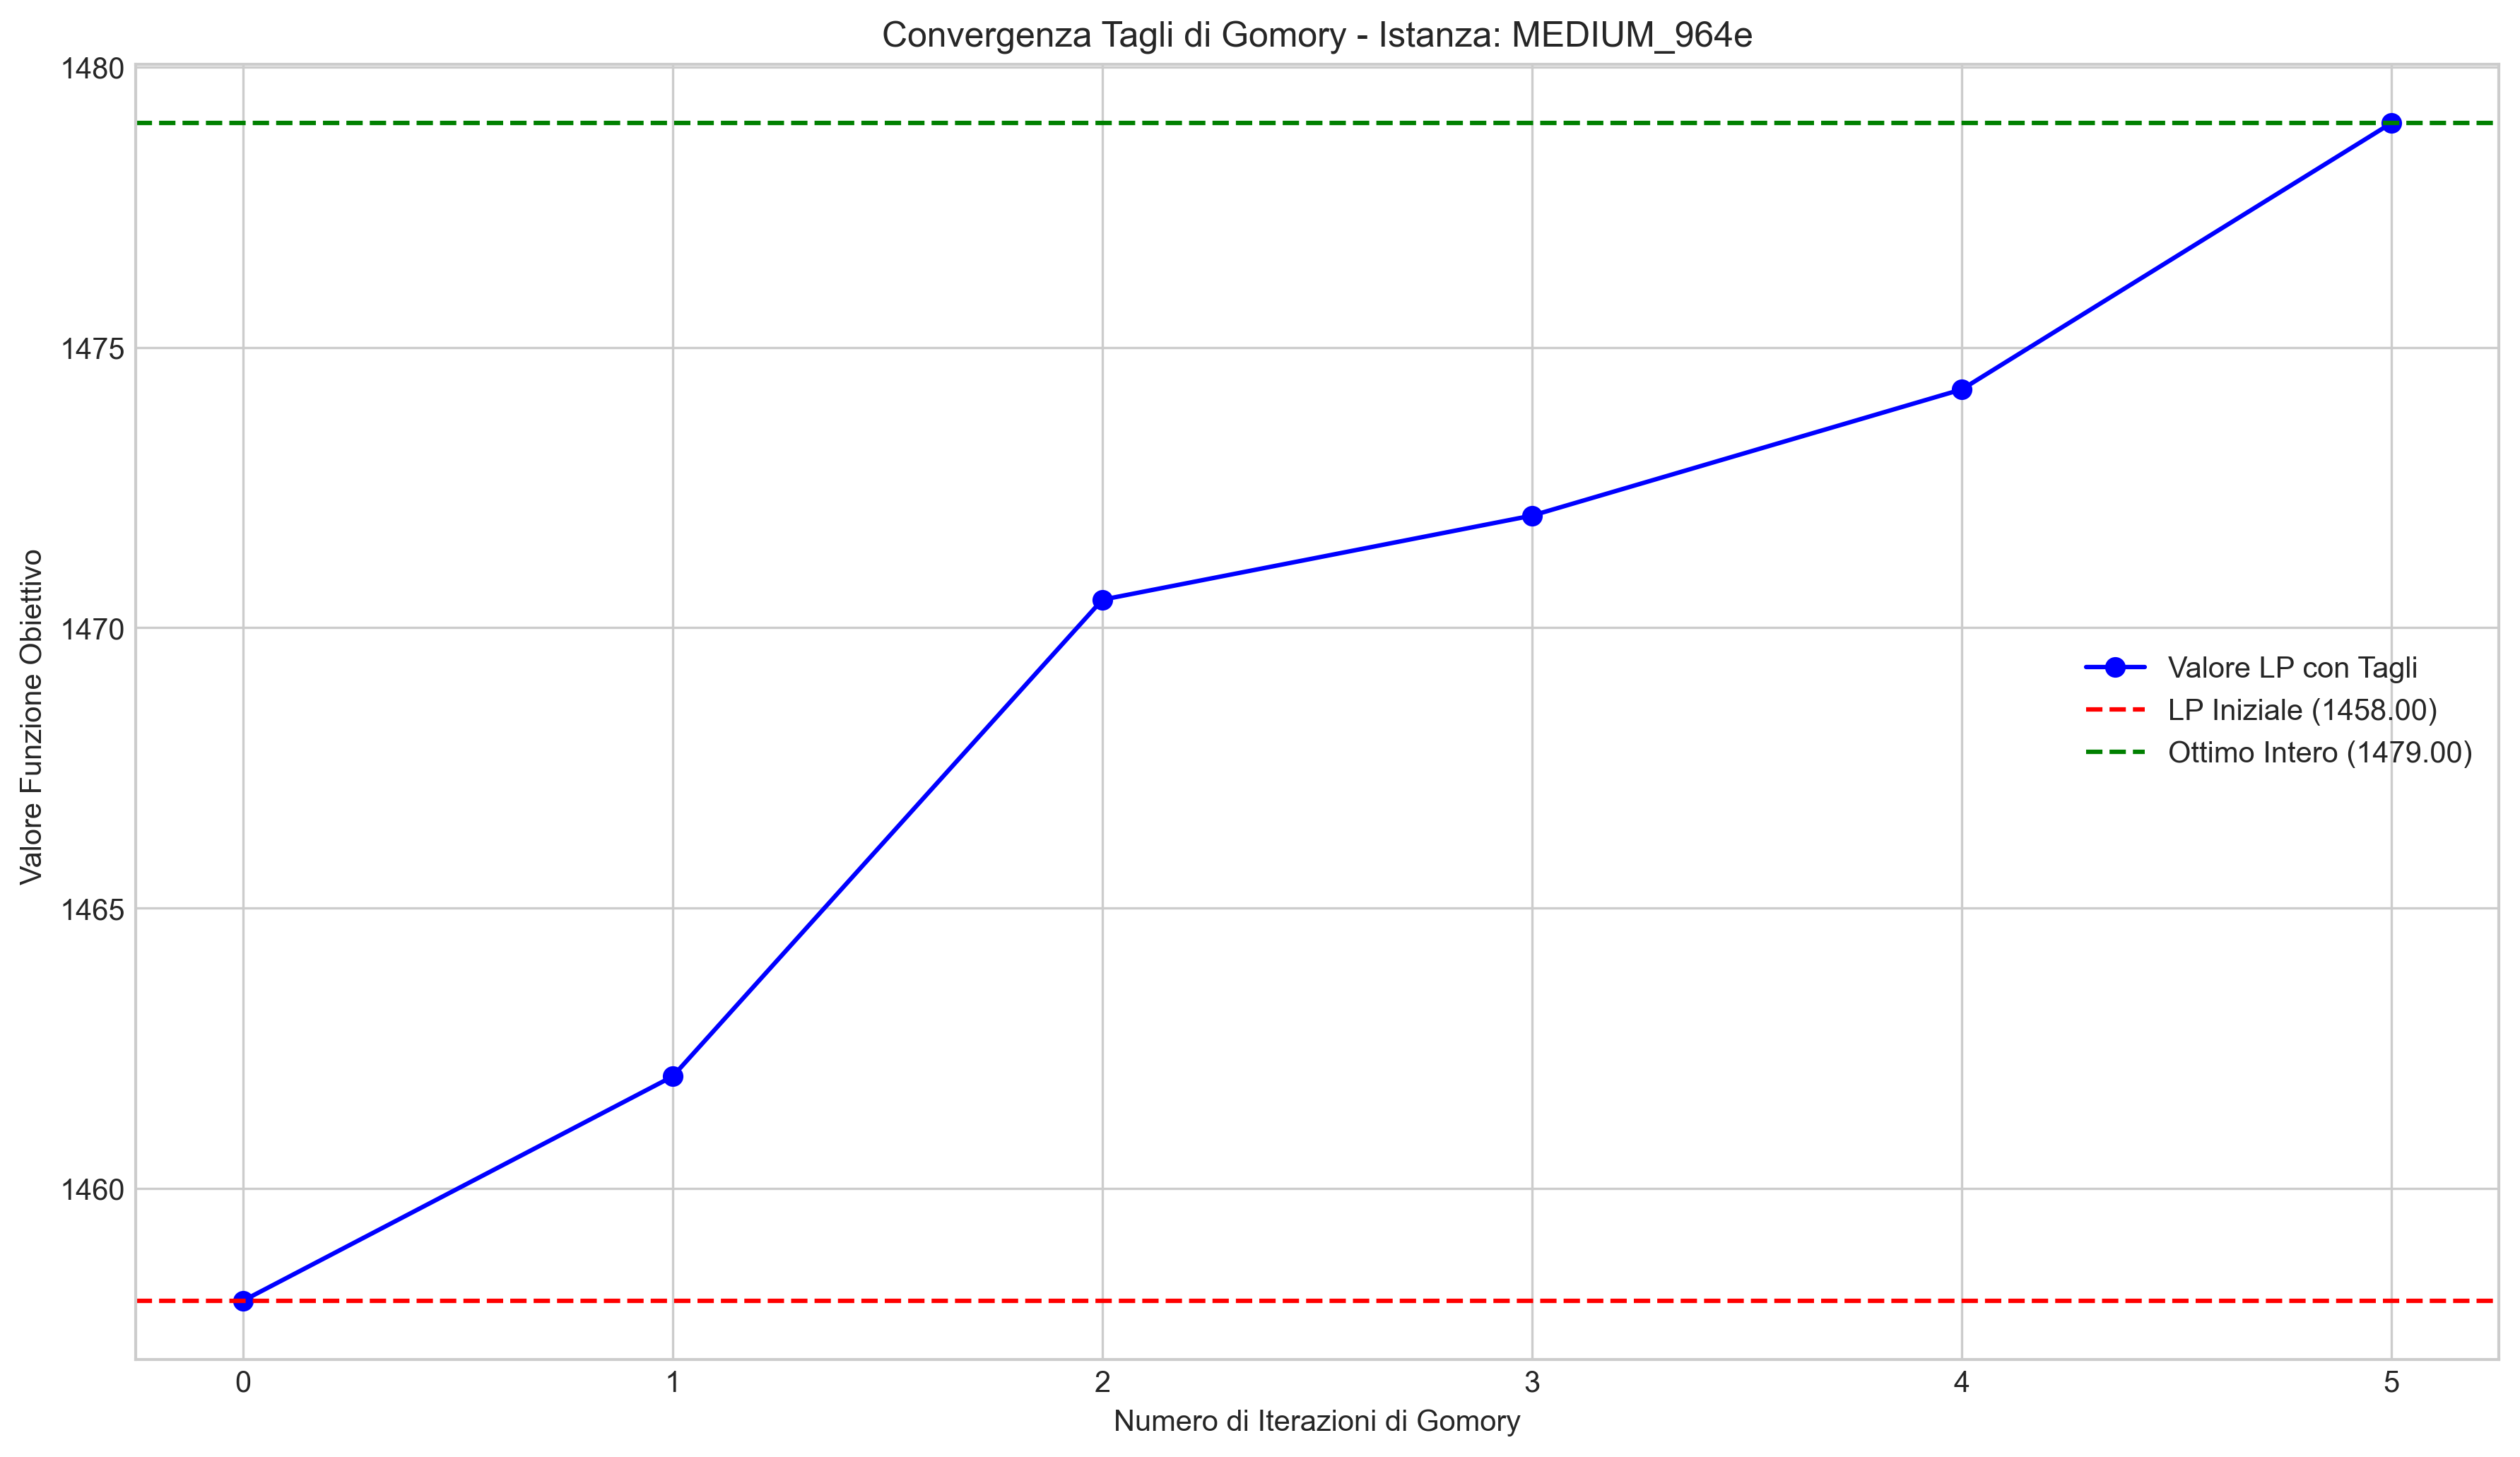 Convergenza Tagli di Gomory - Istanza: MEDIUM_964e
1480
1475
1470
1465
1460
Valore Funzione Obiettivo
Valore LP con Tagli
LP Iniziale (1458.00)
Ottimo Intero (1479.00)
0 1 2 3 4 5
Numero di Iterazioni di Gomory